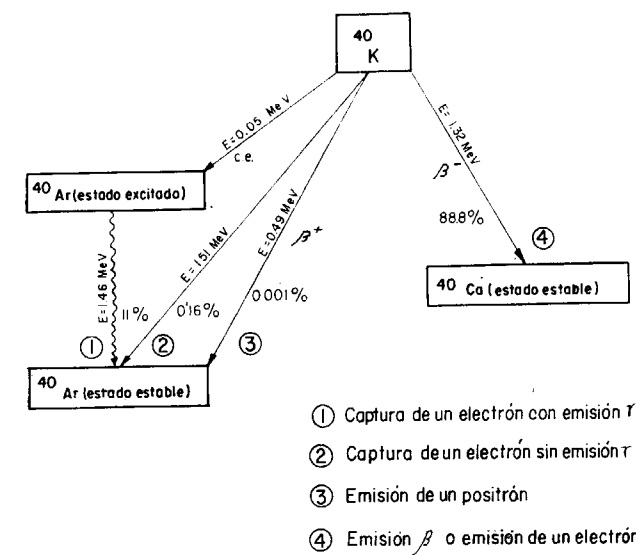 40
K
E=0.05 MeV
c.e.
E=1.32 MeV
β⁻
88.8%
④
40 Ar (estado excitado)
E=1.46 MeV
11%
①
E=1.51 MeV
0'16%
②
E=0.49 MeV
β⁺
0.001%
③
40 Ca (estado estable)
40 Ar (estado estable)
① Captura de un electrón con emisión γ
② Captura de un electrón sin emisión γ
③ Emisión de un positrón
④ Emisión β o emisión de un electrón